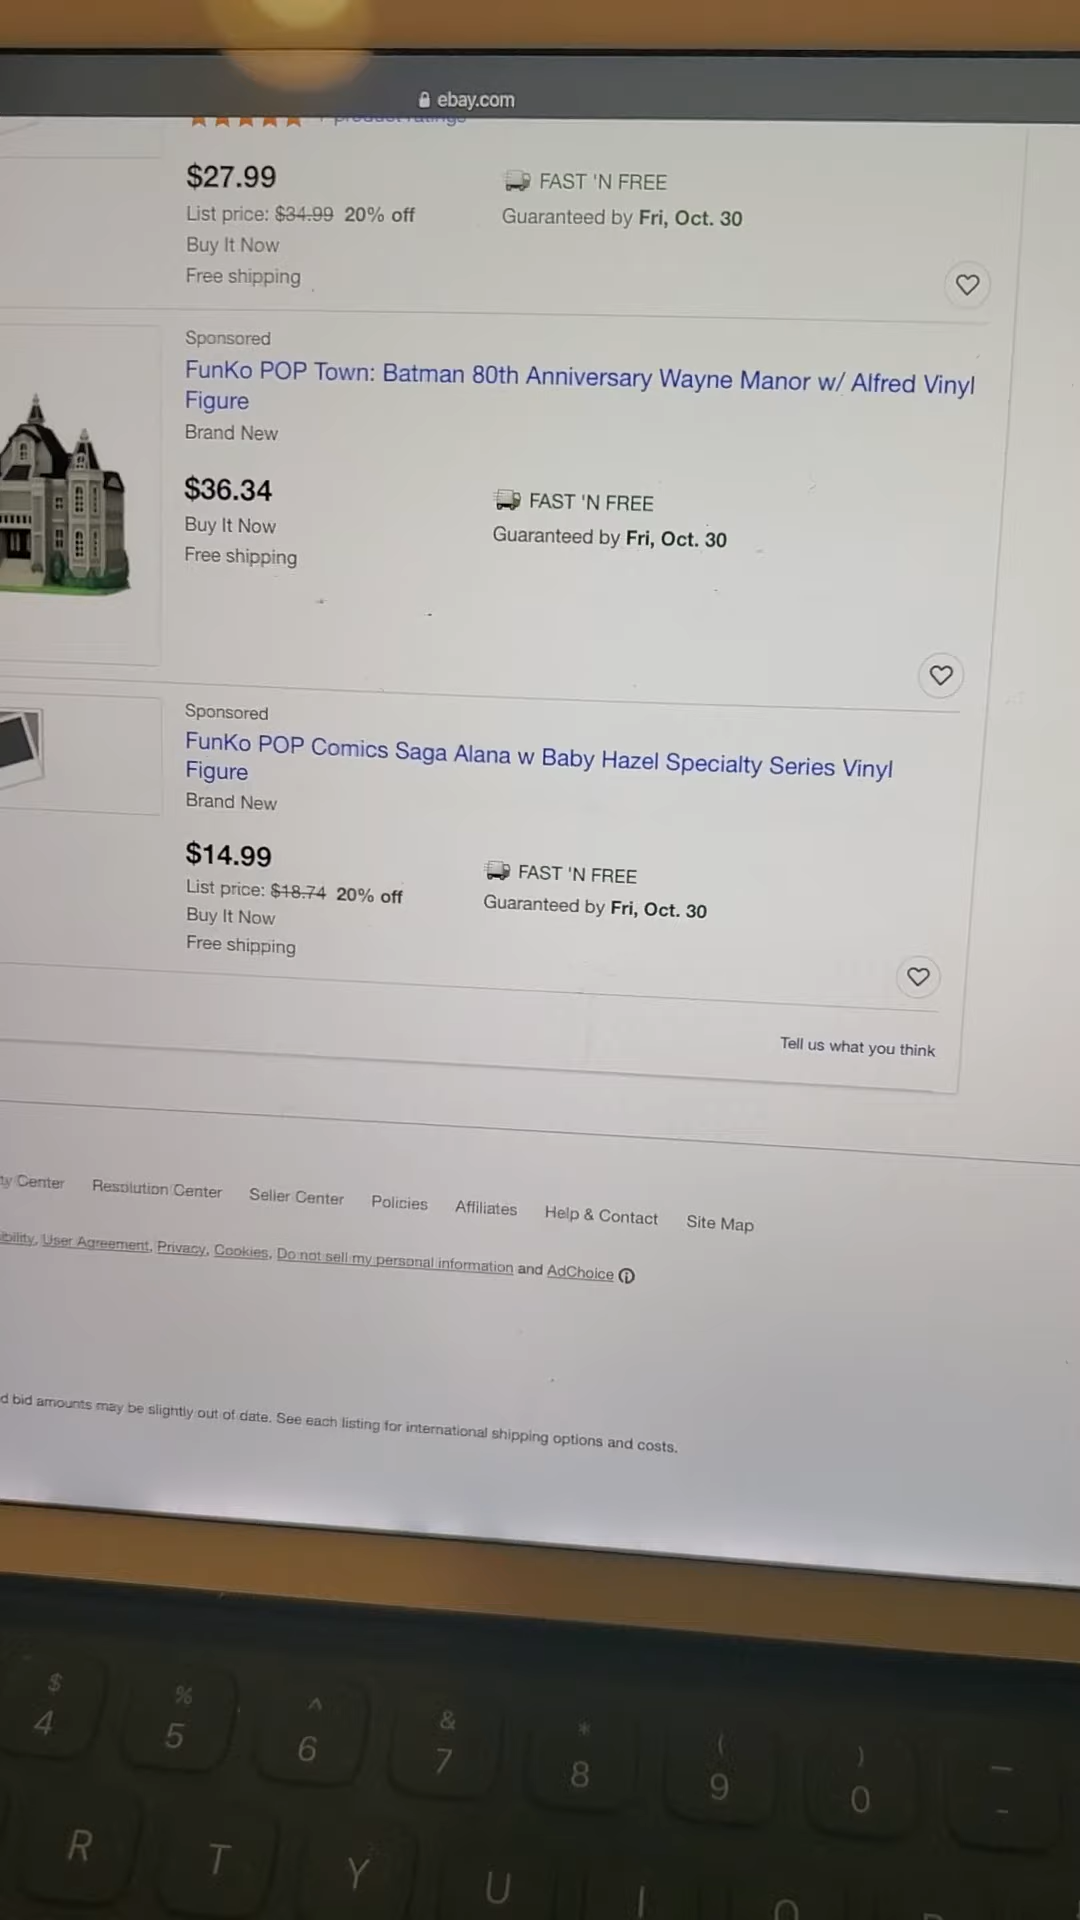 ebay.com
product ratings
$27.99
FAST 'N FREE
List price: $34.99 20% off
Guaranteed by Fri, Oct. 30
Buy It Now
Free shipping
Sponsored
FunKo POP Town: Batman 80th Anniversary Wayne Manor w/ Alfred Vinyl
Figure
Brand New
$36.34
FAST 'N FREE
Buy It Now
Guaranteed by Fri, Oct. 30
Free shipping
Sponsored
FunKo POP Comics Saga Alana w Baby Hazel Specialty Series Vinyl
Figure
Brand New
$14.99
FAST 'N FREE
List price: $18.74 20% off
Guaranteed by Fri, Oct. 30
Buy It Now
Free shipping
Tell us what you think
ty Center Resolution Center Seller Center Policies Affiliates Help & Contact Site Map
ibility, User Agreement, Privacy, Cookies, Do not sell my personal information and AdChoice
d bid amounts may be slightly out of date. See each listing for international shipping options and costs.
$ % ^ & * ( ) _
4 5 6 7 8 9 0 -
R T Y U I O